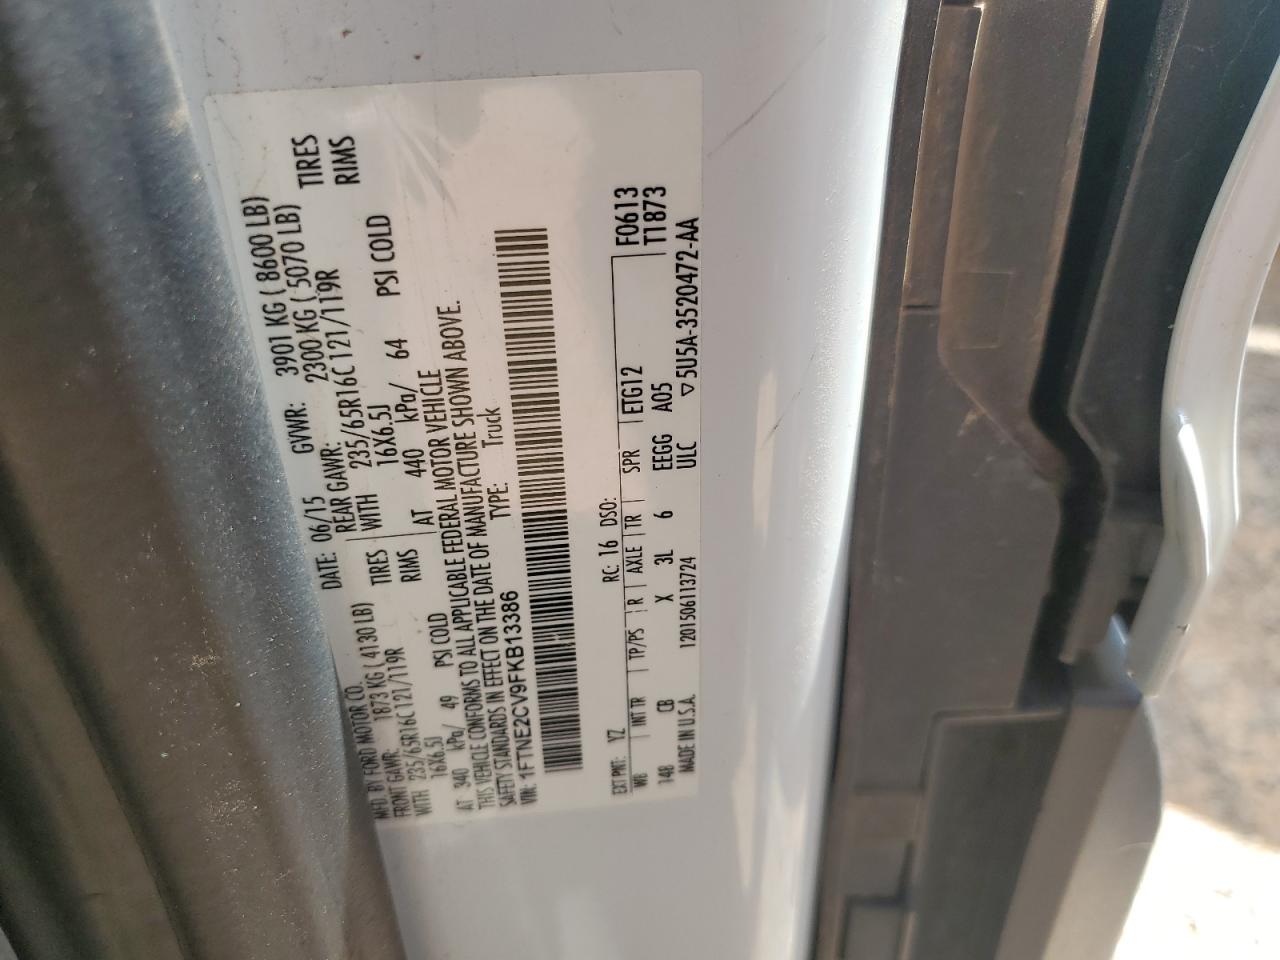 MFD. BY FORD MOTOR CO.
DATE: 06/15 GVWR: 3901 KG ( 8600 LB)
FRONT GAWR: 1873 KG ( 4130 LB) REAR GAWR: 2300 KG ( 5070 LB)
WITH 235/65R16C 121/119R TIRES WITH 235/65R16C 121/119R TIRES
16X6.5J RIMS 16X6.5J RIMS
AT 340 kPa/ 49 PSI COLD AT 440 kPa/ 64 PSI COLD
THIS VEHICLE CONFORMS TO ALL APPLICABLE FEDERAL MOTOR VEHICLE
SAFETY STANDARDS IN EFFECT ON THE DATE OF MANUFACTURE SHOWN ABOVE.
VIN: 1FTNE2CV9FKB13386 TYPE: Truck
F0613
T1873
EXT PNT: YZ RC: 16 DSO:
WB INT TR TP/PS R AXLE TR SPR ETG12
148 CB X 3L 6 EEGG A05
MADE IN U.S.A. 1201506113724 ULC ▽5U5A-3520472-AA